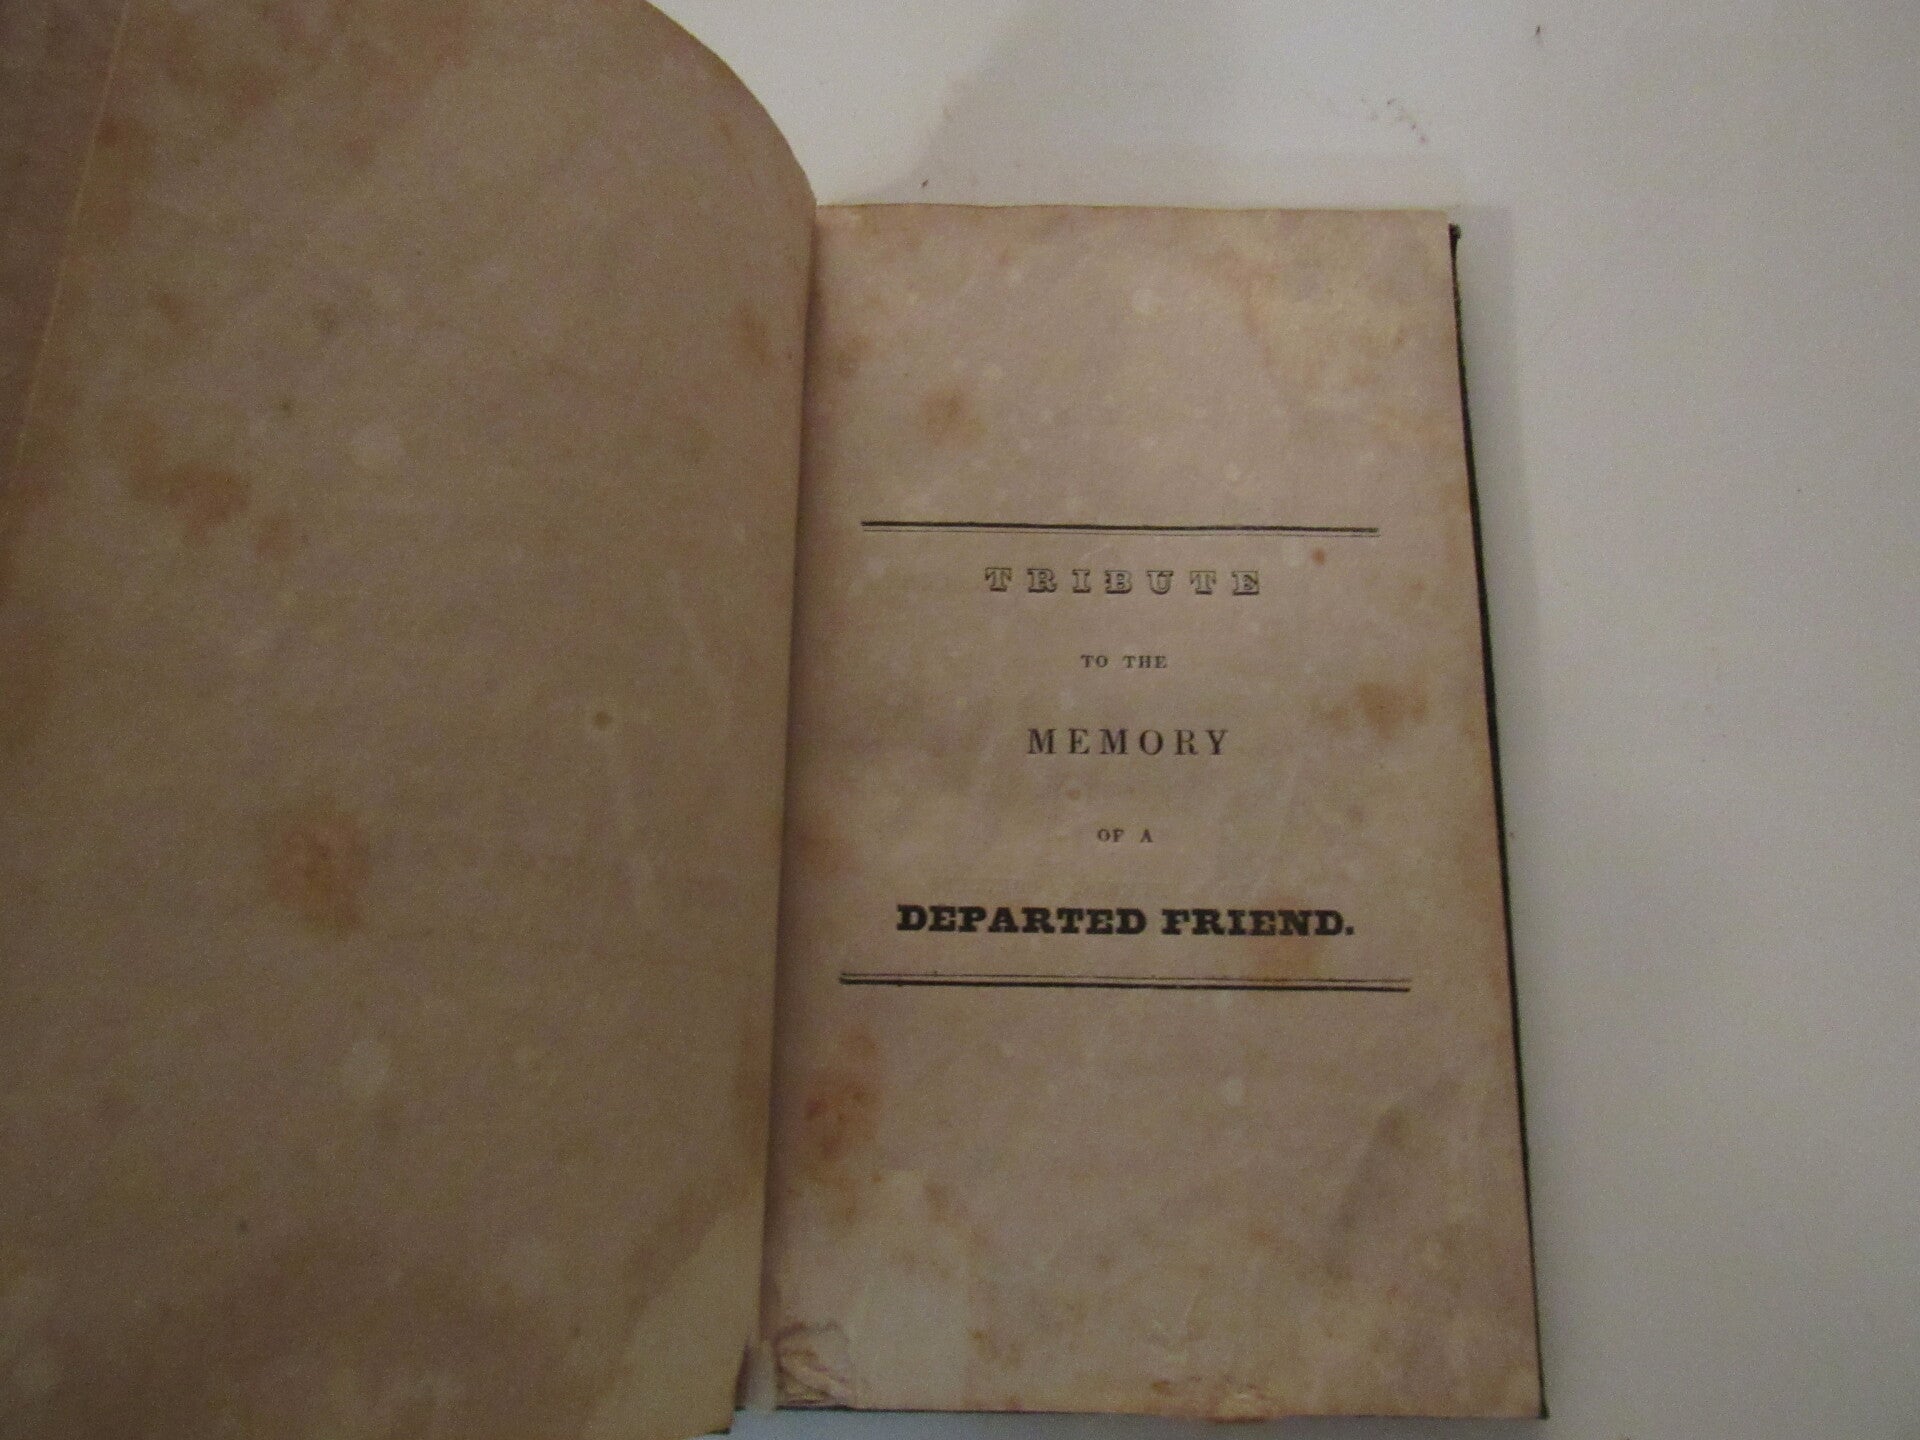 TRIBUTE
TO THE
MEMORY
OF A
DEPARTED FRIEND.